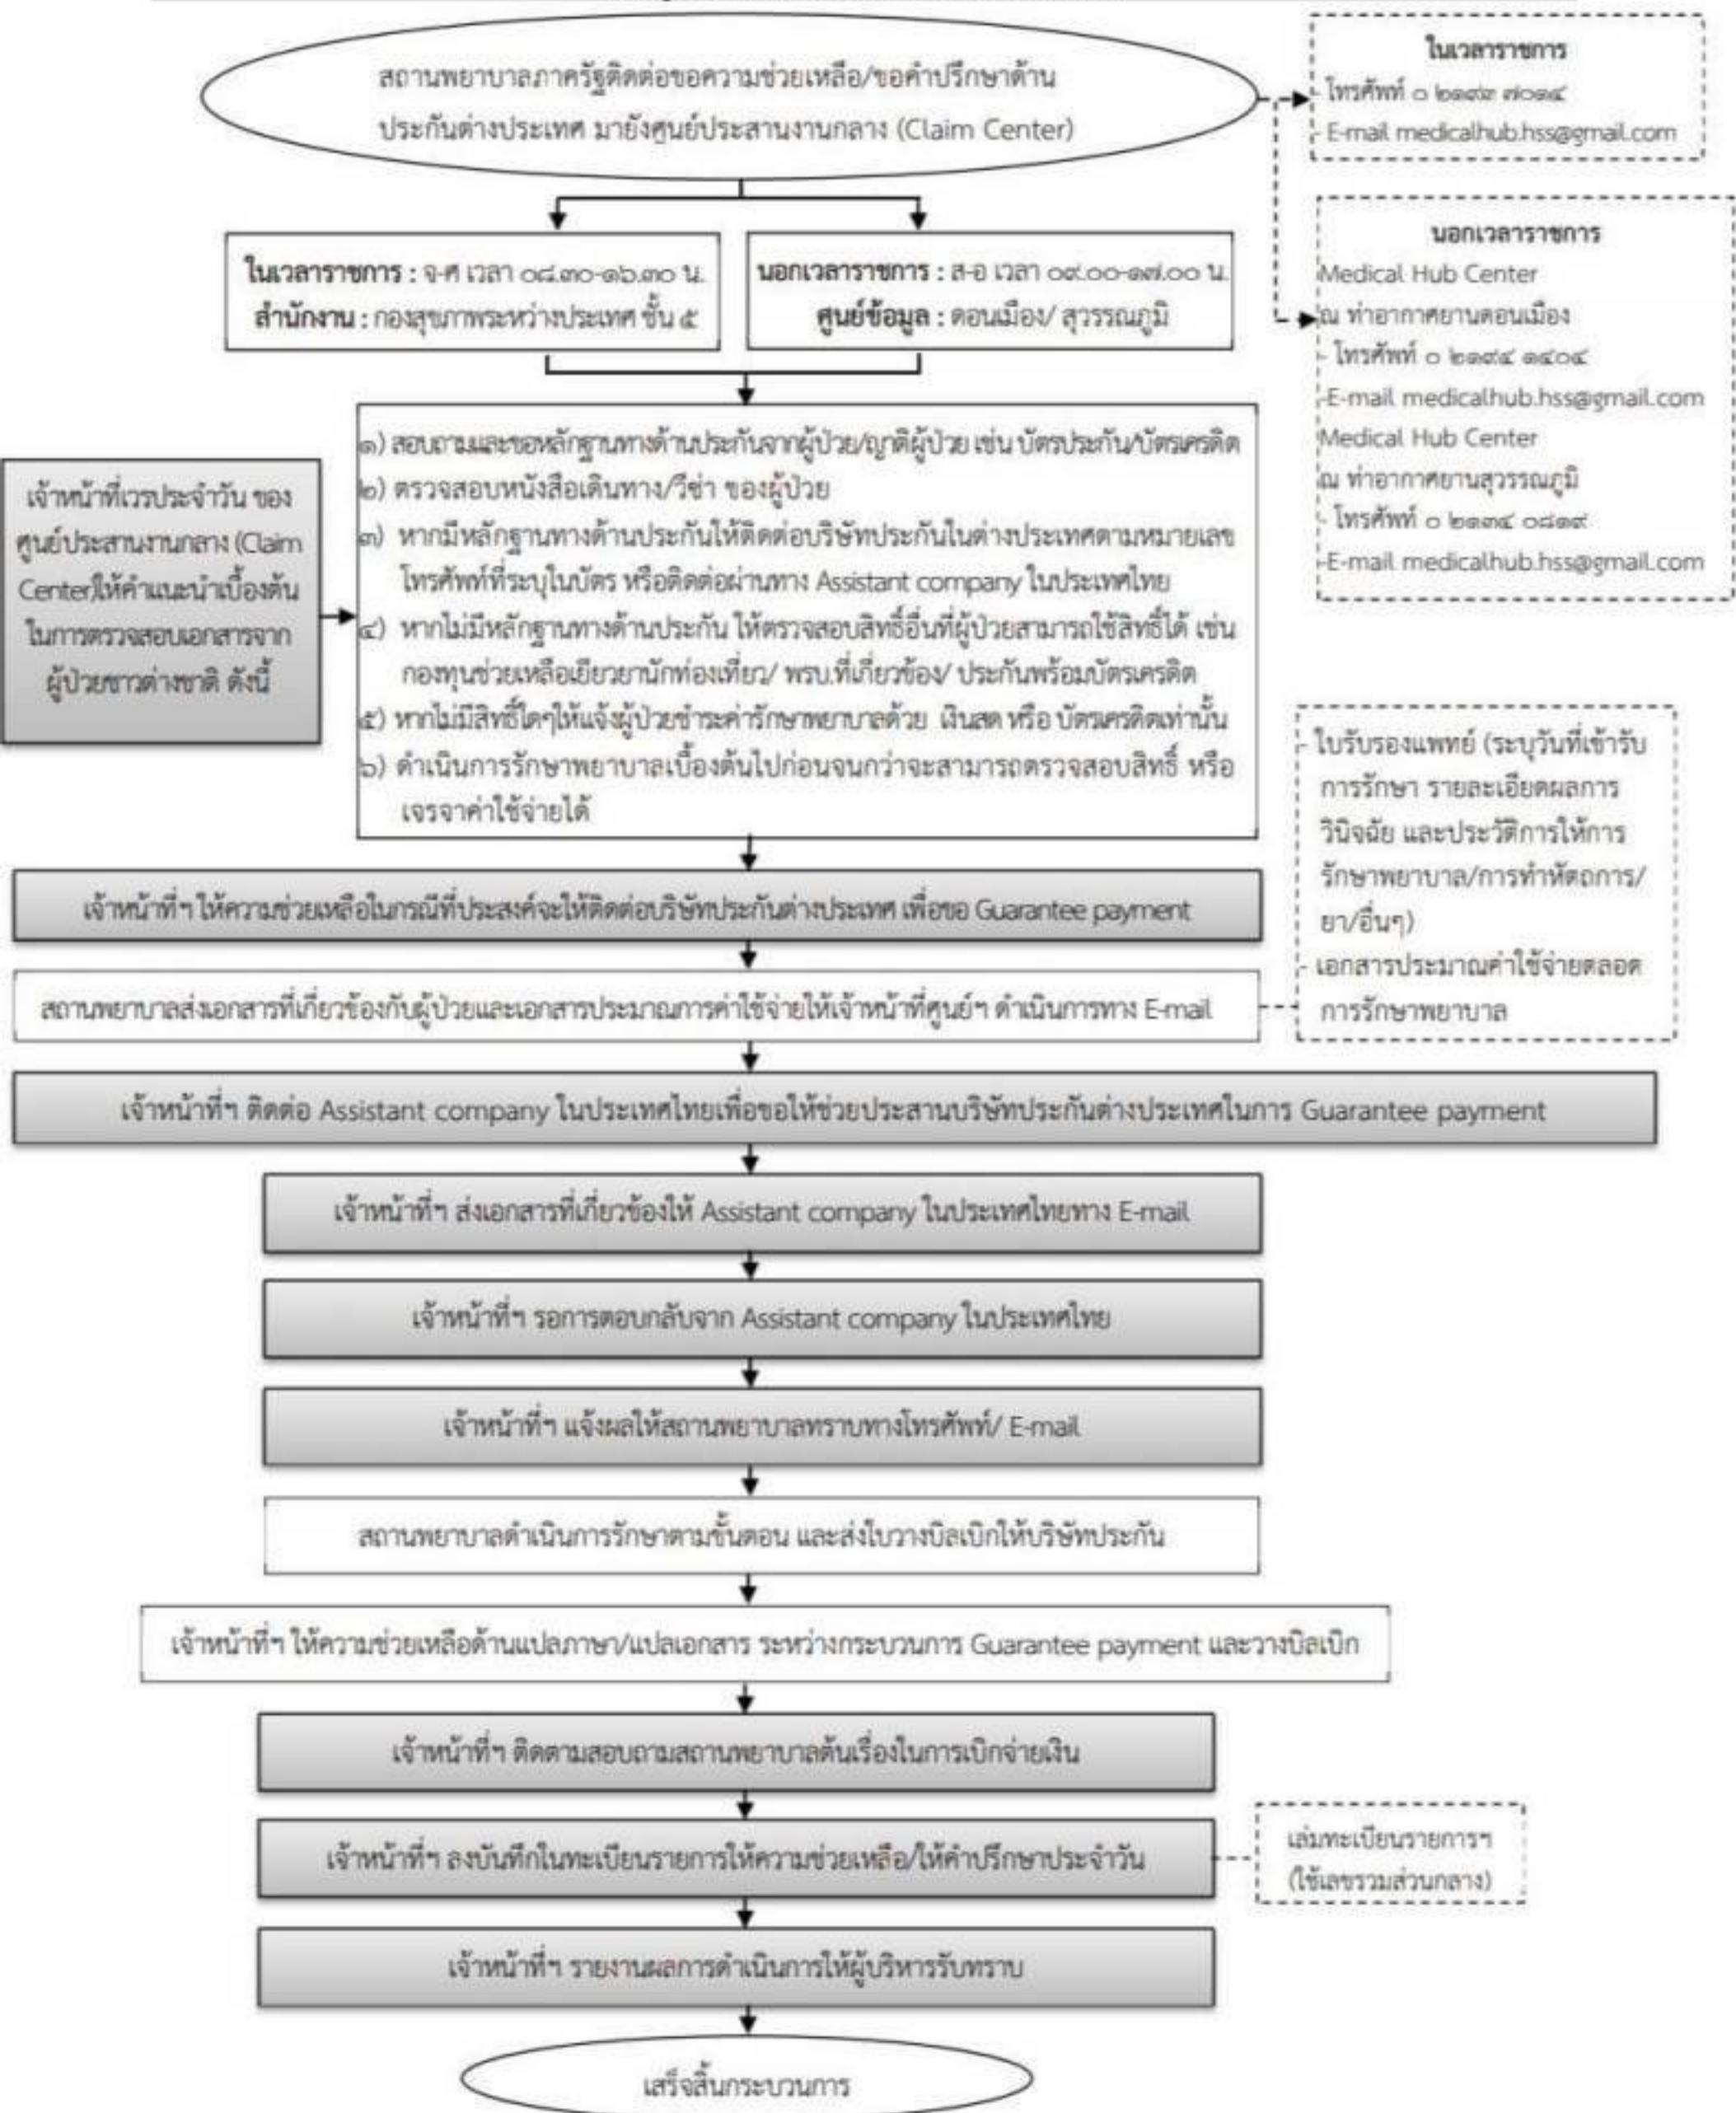 สถานพยาบาลภาครัฐติดต่อขอความช่วยเหลือ/ขอคำปรึกษาด้าน
ประกันต่างประเทศ มายังศูนย์ประสานงานกลาง (Claim Center)
ในเวลาราชการ
- โทรศัพท์ ๐ ๒๑๙๓ ๗๐๑๔
- E-mail medicalhub.hss@gmail.com
นอกเวลาราชการ
Medical Hub Center
ณ ท่าอากาศยานดอนเมือง
- โทรศัพท์ ๐ ๒๑๙๔ ๑๔๐๔
-E-mail medicalhub.hss@gmail.com
Medical Hub Center
ณ ท่าอากาศยานสุวรรณภูมิ
- โทรศัพท์ ๐ ๒๑๓๔ ๐๘๑๙
-E-mail medicalhub.hss@gmail.com
ในเวลาราชการ : จ-ศ เวลา ๐๘.๓๐-๑๖.๓๐ น.
สำนักงาน : กองสุขภาพระหว่างประเทศ ชั้น ๕
นอกเวลาราชการ : ส-อ เวลา ๐๙.๐๐-๑๗.๐๐ น.
ศูนย์ข้อมูล : ดอนเมือง/ สุวรรณภูมิ
เจ้าหน้าที่เวรประจำวัน ของ
ศูนย์ประสานงานกลาง (Claim
Center)ให้คำแนะนำเบื้องต้น
ในการตรวจสอบเอกสารจาก
ผู้ป่วยชาวต่างชาติ ดังนี้
๑) สอบถามและขอหลักฐานทางด้านประกันจากผู้ป่วย/ญาติผู้ป่วย เช่น บัตรประกัน/บัตรเครดิต
๒) ตรวจสอบหนังสือเดินทาง/วีซ่า ของผู้ป่วย
๓) หากมีหลักฐานทางด้านประกันให้ติดต่อบริษัทประกันในต่างประเทศตามหมายเลข
โทรศัพท์ที่ระบุในบัตร หรือติดต่อผ่านทาง Assistant company ในประเทศไทย
๔) หากไม่มีหลักฐานทางด้านประกัน ให้ตรวจสอบสิทธิ์อื่นที่ผู้ป่วยสามารถใช้สิทธิ์ได้ เช่น
กองทุนช่วยเหลือเยียวยานักท่องเที่ยว/ พรบ.ที่เกี่ยวข้อง/ ประกันพร้อมบัตรเครดิต
๕) หากไม่มีสิทธิ์ใดๆให้แจ้งผู้ป่วยชำระค่ารักษาพยาบาลด้วย เงินสด หรือ บัตรเครดิตเท่านั้น
๖) ดำเนินการรักษาพยาบาลเบื้องต้นไปก่อนจนกว่าจะสามารถตรวจสอบสิทธิ์ หรือ
เจรจาค่าใช้จ่ายได้
เจ้าหน้าที่ฯ ให้ความช่วยเหลือในกรณีที่ประสงค์จะให้ติดต่อบริษัทประกันต่างประเทศ เพื่อขอ Guarantee payment
สถานพยาบาลส่งเอกสารที่เกี่ยวข้องกับผู้ป่วยและเอกสารประมาณการค่าใช้จ่ายให้เจ้าหน้าที่ศูนย์ฯ ดำเนินการทาง E-mail
- ใบรับรองแพทย์ (ระบุวันที่เข้ารับ
การรักษา รายละเอียดผลการ
วินิจฉัย และประวัติการให้การ
รักษาพยาบาล/การทำหัตถการ/
ยา/อื่นๆ)
- เอกสารประมาณค่าใช้จ่ายตลอด
การรักษาพยาบาล
เจ้าหน้าที่ฯ ติดต่อ Assistant company ในประเทศไทยเพื่อขอให้ช่วยประสานบริษัทประกันต่างประเทศในการ Guarantee payment
เจ้าหน้าที่ฯ ส่งเอกสารที่เกี่ยวข้องให้ Assistant company ในประเทศไทยทาง E-mail
เจ้าหน้าที่ฯ รอการตอบกลับจาก Assistant company ในประเทศไทย
เจ้าหน้าที่ฯ แจ้งผลให้สถานพยาบาลทราบทางโทรศัพท์/ E-mail
สถานพยาบาลดำเนินการรักษาตามขั้นตอน และส่งใบวางบิลเบิกให้บริษัทประกัน
เจ้าหน้าที่ฯ ให้ความช่วยเหลือด้านแปลภาษา/แปลเอกสาร ระหว่างกระบวนการ Guarantee payment และวางบิลเบิก
เจ้าหน้าที่ฯ ติดตามสอบถามสถานพยาบาลต้นเรื่องในการเบิกจ่ายเงิน
เจ้าหน้าที่ฯ ลงบันทึกในทะเบียนรายการให้ความช่วยเหลือ/ให้คำปรึกษาประจำวัน
เล่มทะเบียนรายการฯ
(ใช้เลขรวมส่วนกลาง)
เจ้าหน้าที่ฯ รายงานผลการดำเนินการให้ผู้บริหารรับทราบ
เสร็จสิ้นกระบวนการ